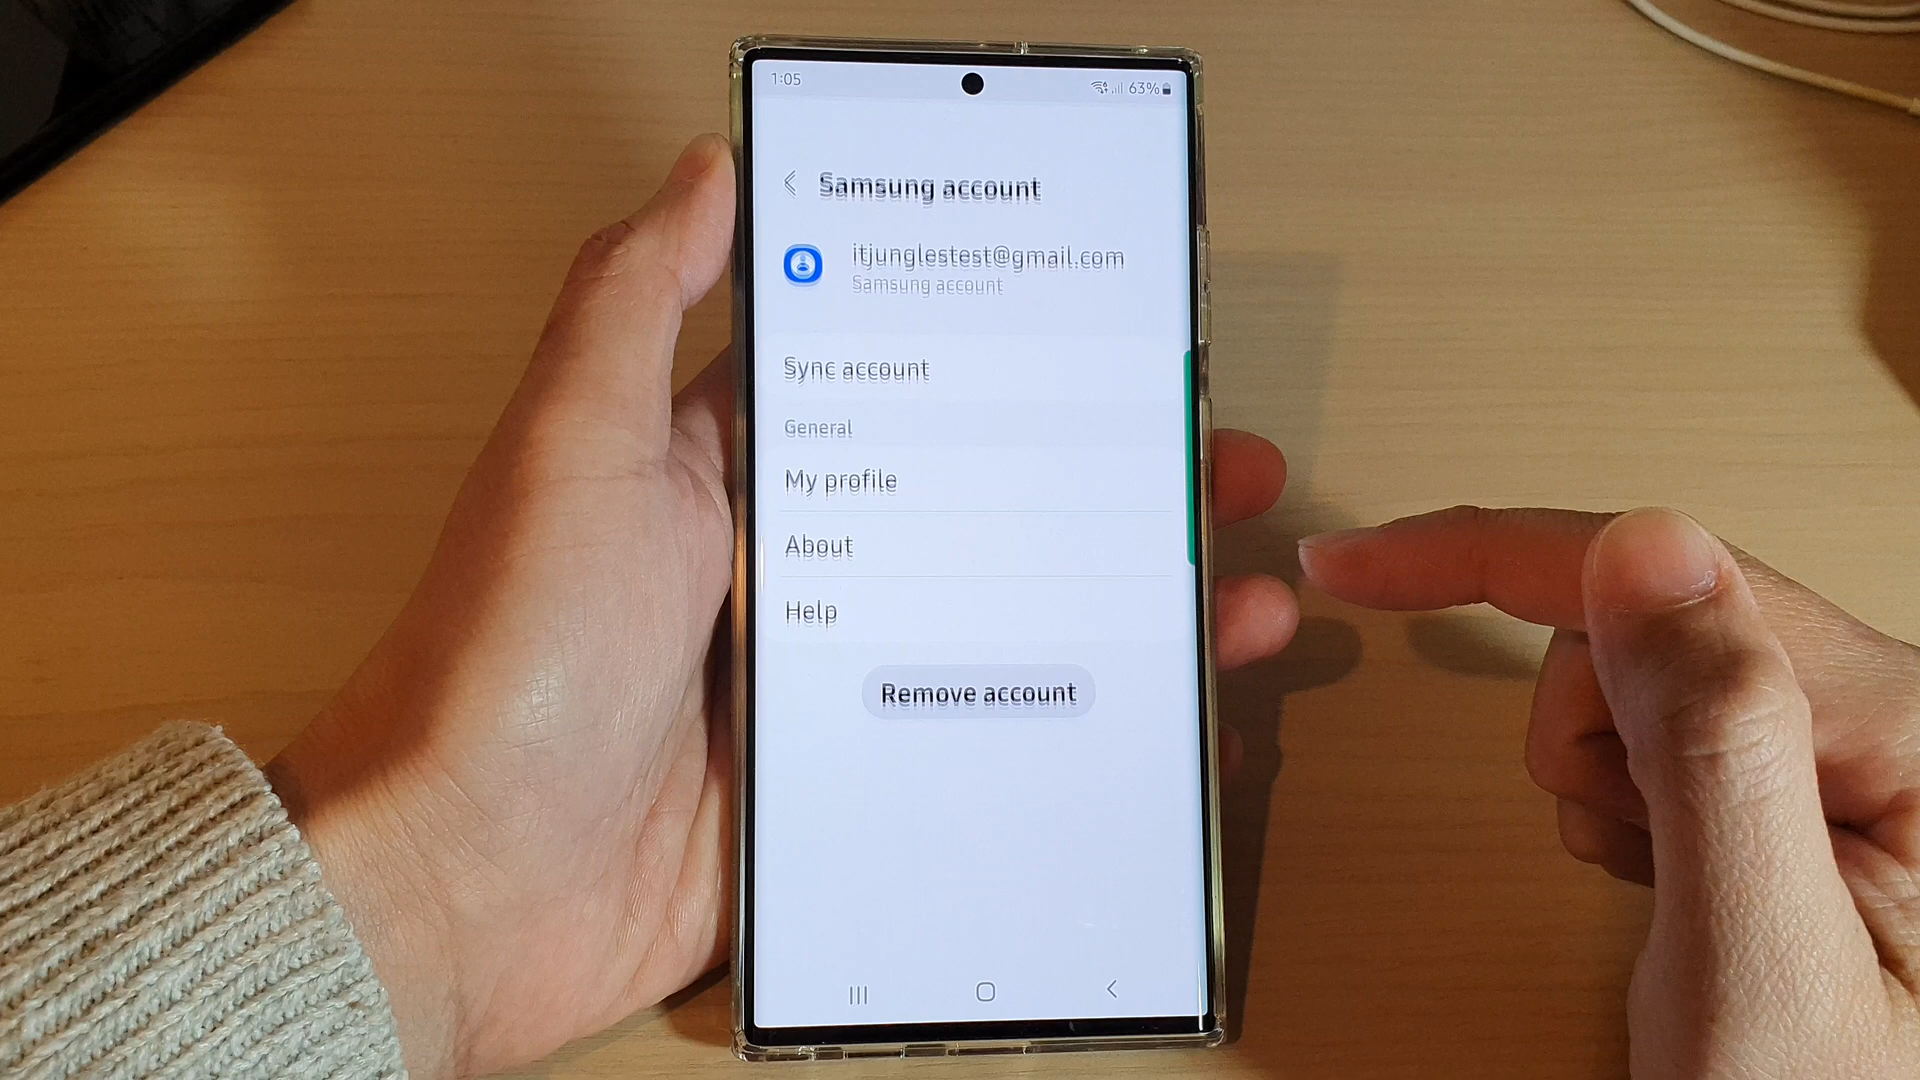 1:05
63%
Samsung account
itjunglestest@gmail.com
Samsung account
Sync account
General
My profile
About
Help
Remove account